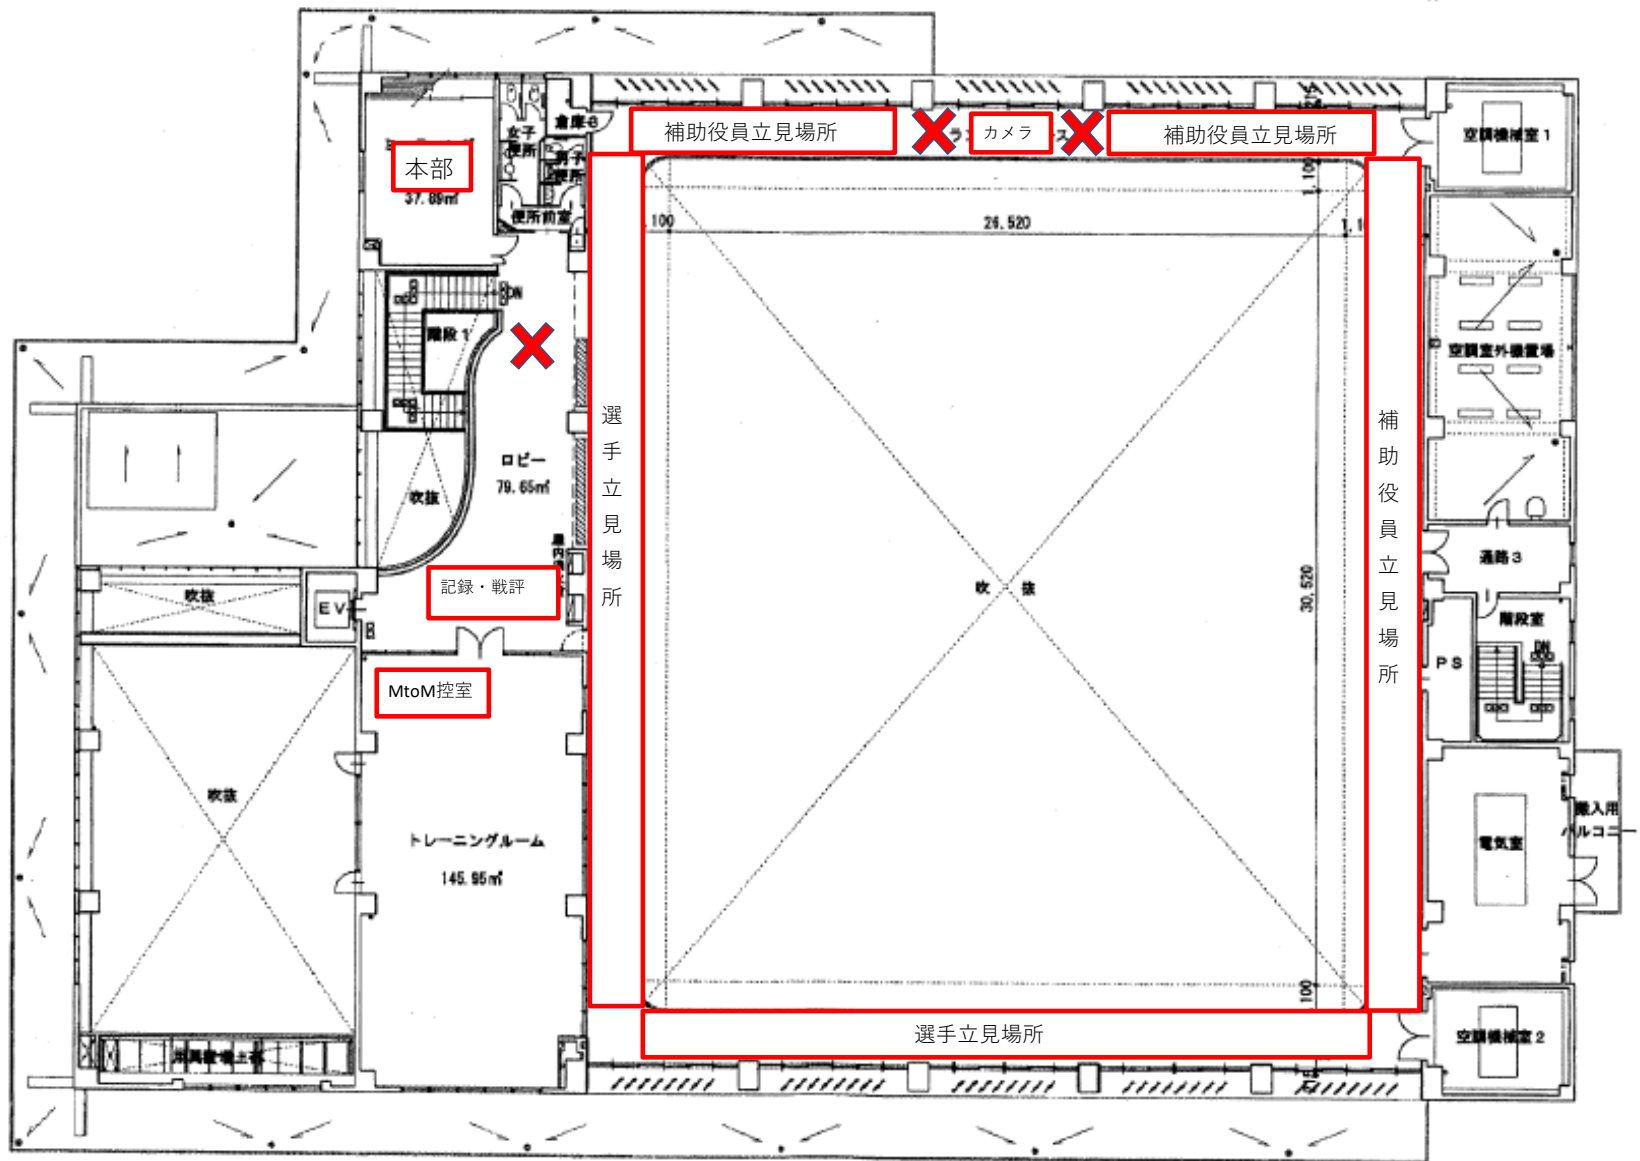 補助役員立見場所
カメラ
補助役員立見場所
空調機械室1
女子
便所
男子
便所
本部
37.89㎡
便所前室
1,100
100
26.520
DN
階段1
空調室外機置場
選手立見場所
補助役員立見場所
ロビー
79.65㎡
吹抜
通路3
記録・戦評
吹抜
EV
吹 抜
30,520
階段室
DN
PS
MtoM控室
吹抜
トレーニングルーム
145.95㎡
電気室
搬入用
バルコニー
100
選手立見場所
空調機械室2